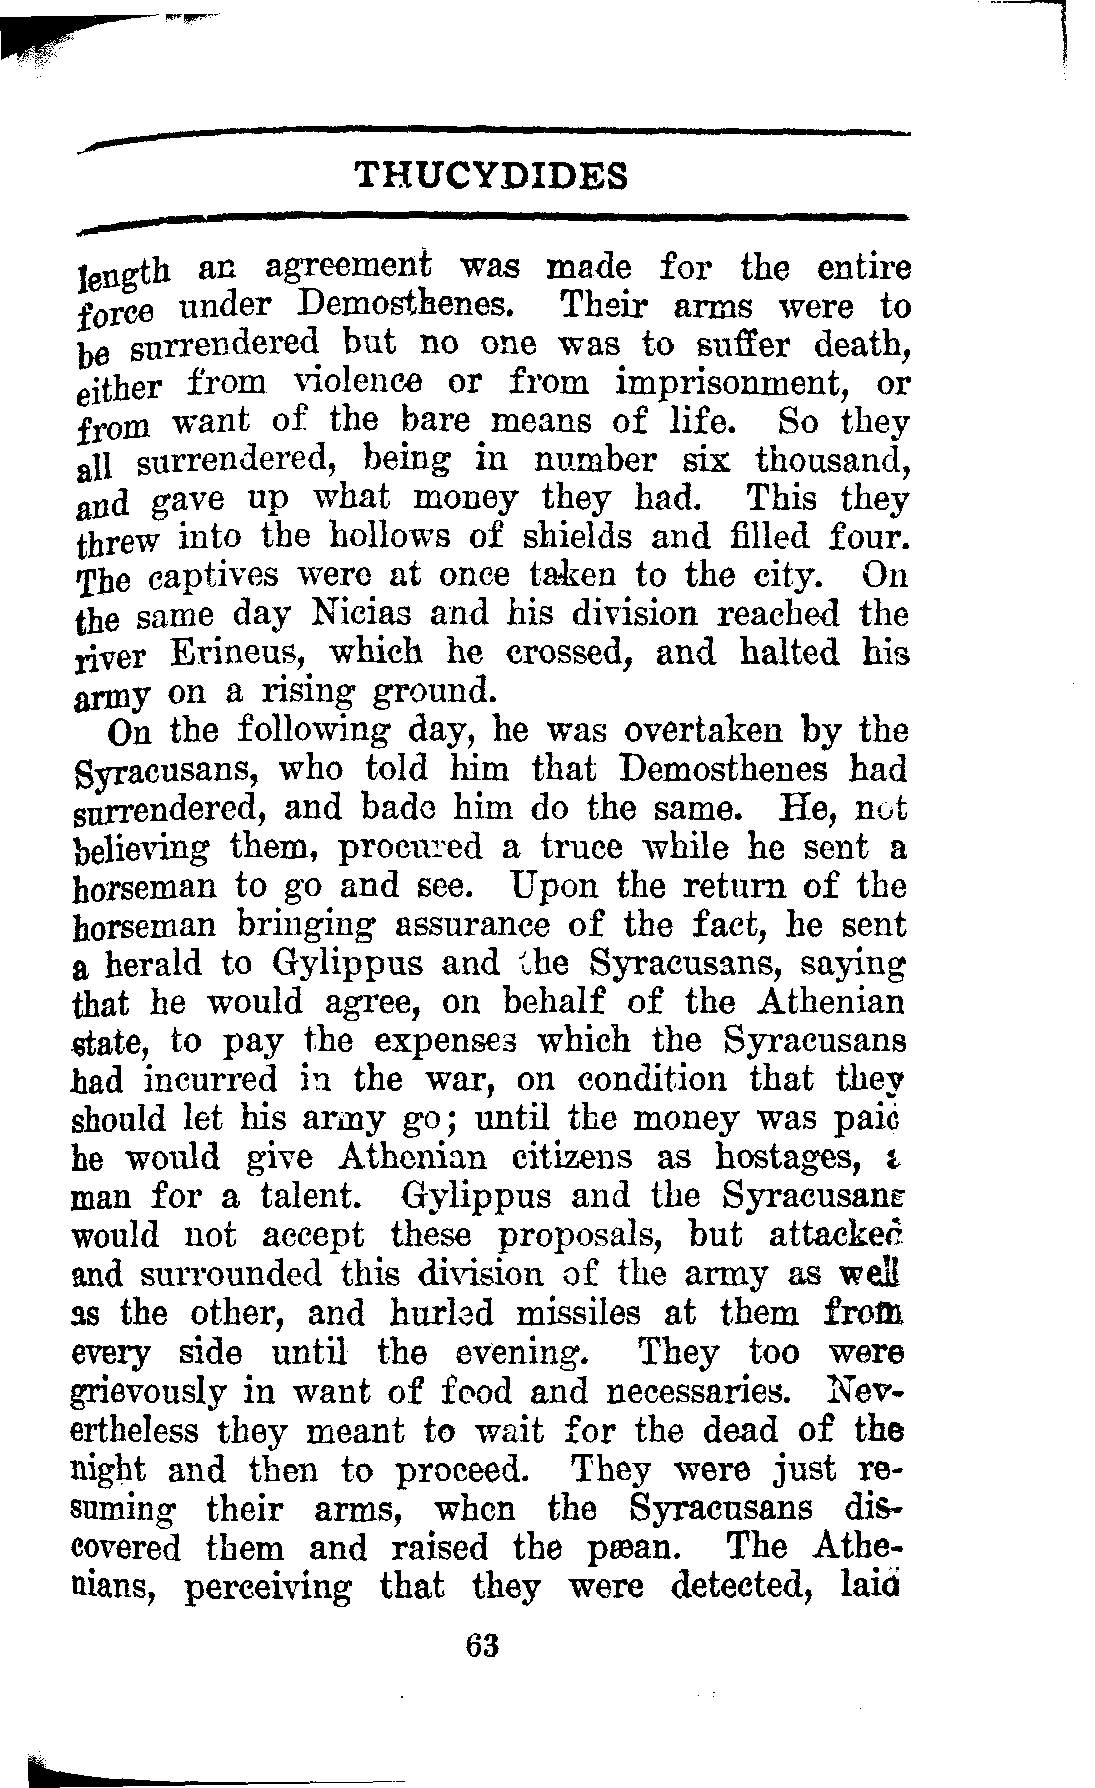 THUCYDIDES
length an agreement was made for the entire
force under Demosthenes. Their arms were to
be surrendered but no one was to suffer death,
either from violence or from imprisonment, or
from want of the bare means of life. So they
all surrendered, being in number six thousand,
and gave up what money they had. This they
threw into the hollows of shields and filled four.
The captives were at once taken to the city. On
the same day Nicias and his division reached the
river Erineus, which he crossed, and halted his
army on a rising ground.
On the following day, he was overtaken by the
Syracusans, who told him that Demosthenes had
surrendered, and bade him do the same. He, not
believing them, procured a truce while he sent a
horseman to go and see. Upon the return of the
horseman bringing assurance of the fact, he sent
a herald to Gylippus and the Syracusans, saying
that he would agree, on behalf of the Athenian
state, to pay the expenses which the Syracusans
had incurred in the war, on condition that they
should let his army go; until the money was paid
he would give Athenian citizens as hostages, a
man for a talent. Gylippus and the Syracusans
would not accept these proposals, but attacked
and surrounded this division of the army as well
as the other, and hurled missiles at them from
every side until the evening. They too were
grievously in want of food and necessaries. Nev-
ertheless they meant to wait for the dead of the
night and then to proceed. They were just re-
suming their arms, when the Syracusans dis-
covered them and raised the pæan. The Athe-
nians, perceiving that they were detected, laid
63